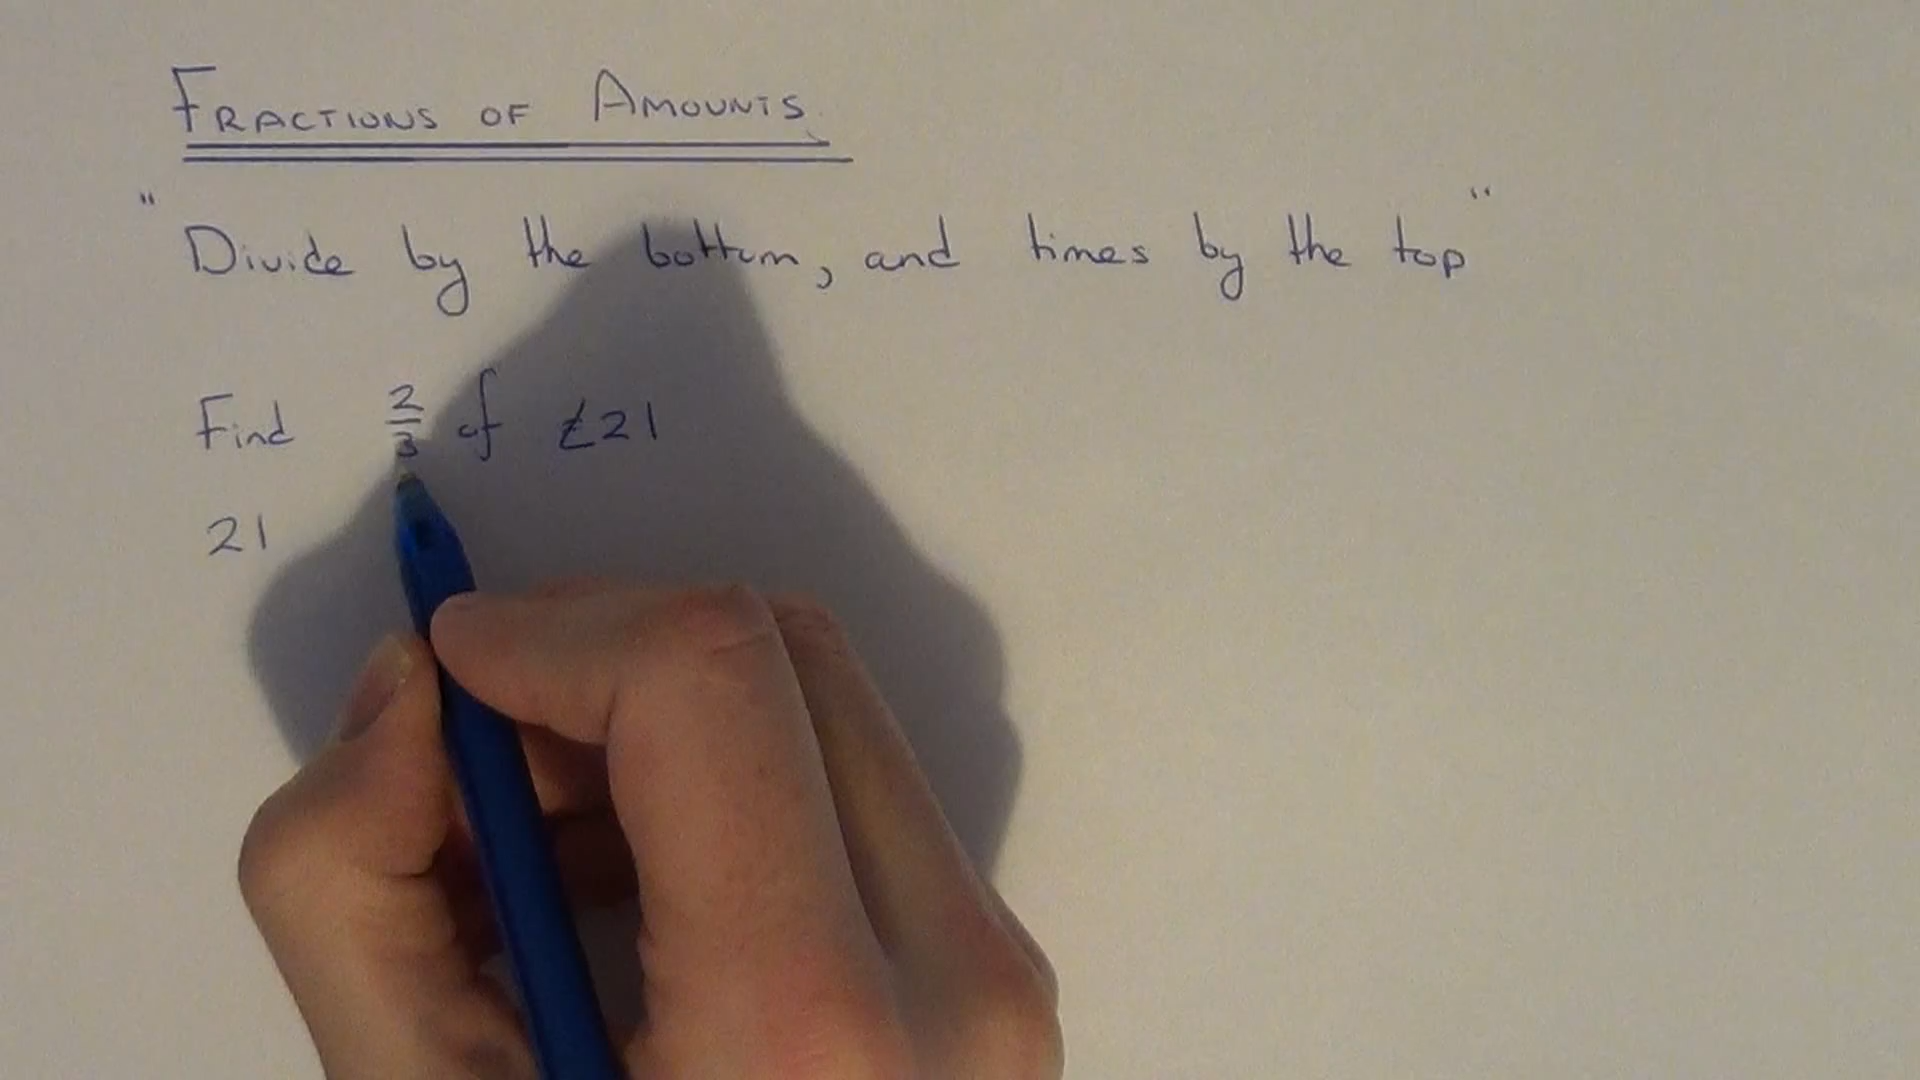 FRACTIONS OF AMOUNTS
"Divide by the bottom, and times by the top"
Find 2/3 of £21
21